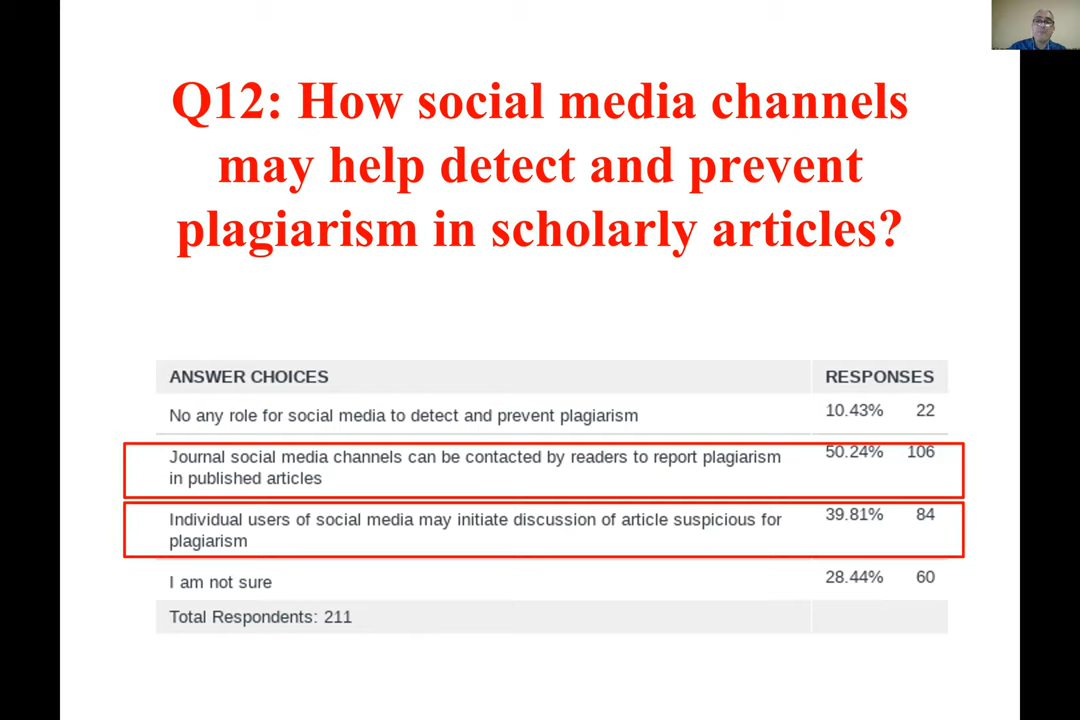 Q12: How social media channels
may help detect and prevent
plagiarism in scholarly articles?
ANSWER CHOICES RESPONSES
No any role for social media to detect and prevent plagiarism 10.43% 22
Journal social media channels can be contacted by readers to report plagiarism 50.24% 106
in published articles
Individual users of social media may initiate discussion of article suspicious for 39.81% 84
plagiarism
I am not sure 28.44% 60
Total Respondents: 211